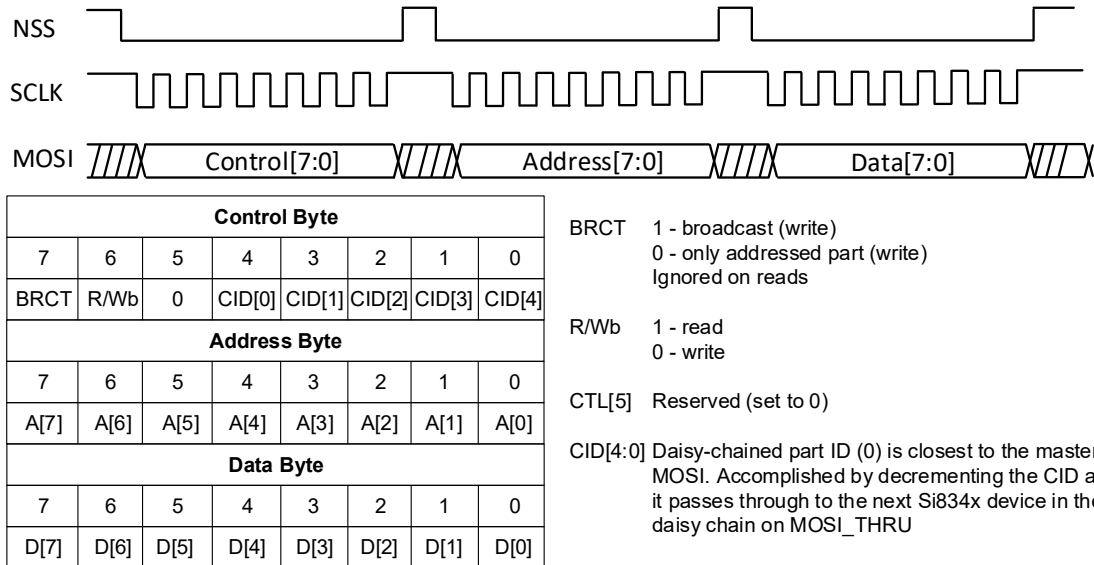 NSS
SCLK
MOSI Control[7:0] Address[7:0] Data[7:0]
Control Byte
7 6 5 4 3 2 1 0
BRCT R/Wb 0 CID[0] CID[1] CID[2] CID[3] CID[4]
Address Byte
7 6 5 4 3 2 1 0
A[7] A[6] A[5] A[4] A[3] A[2] A[1] A[0]
Data Byte
7 6 5 4 3 2 1 0
D[7] D[6] D[5] D[4] D[3] D[2] D[1] D[0]
BRCT 1 - broadcast (write)
0 - only addressed part (write)
Ignored on reads
R/Wb 1 - read
0 - write
CTL[5] Reserved (set to 0)
CID[4:0] Daisy-chained part ID (0) is closest to the master
MOSI. Accomplished by decrementing the CID a
it passes through to the next Si834x device in the
daisy chain on MOSI_THRU